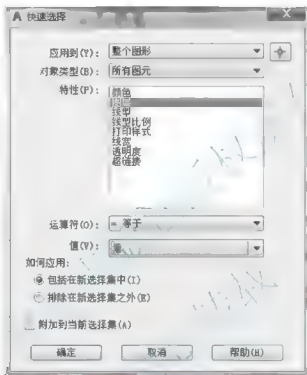 快速选择
应用到(Y):
整个图形
对象类型(B):
所有图元
特性(P):
颜色
图层
线型
线型比例
打印样式
线宽
透明度
超链接
运算符(O):
= 等于
值(V):
如何应用:
包括在新选择集中(I)
排除在新选择集之外(E)
附加到当前选择集(A)
确定
取消
帮助(H)